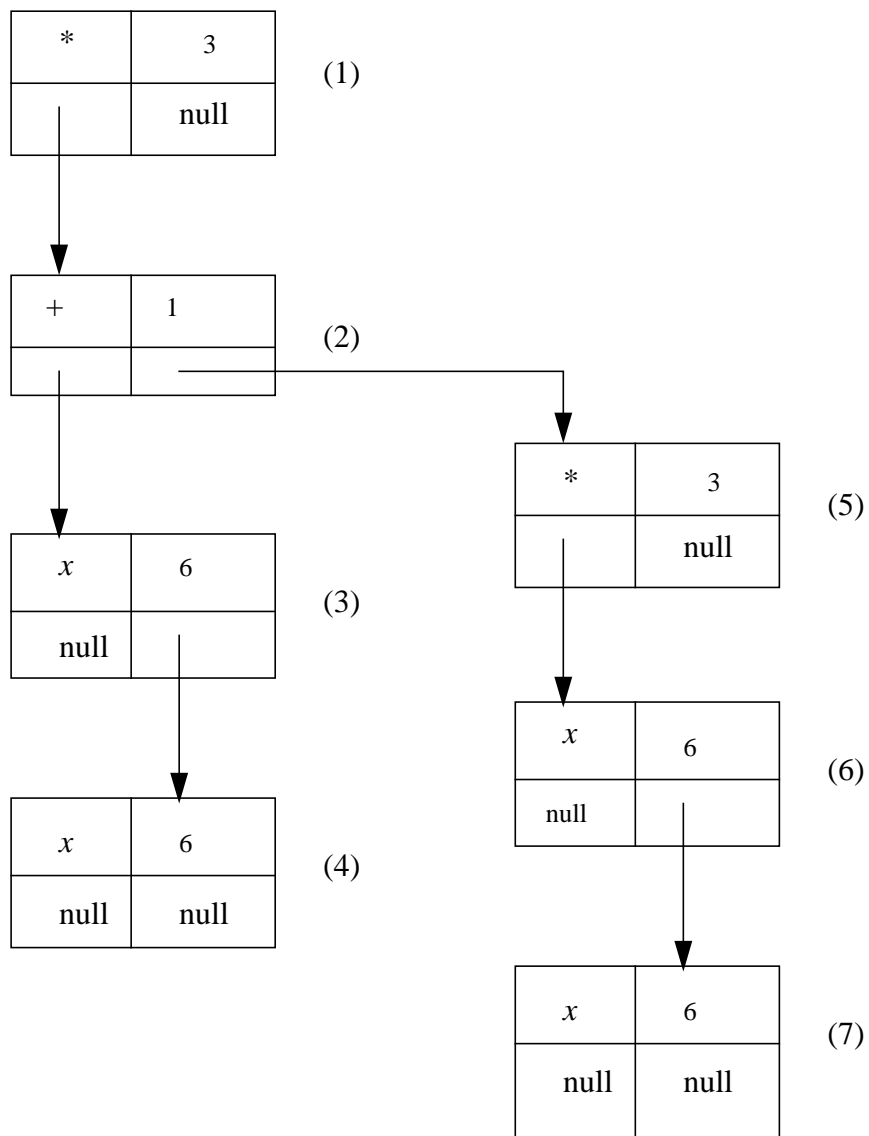 * 3
(1)
null
+ 1
(2)
* 3
(5)
null
x 6
(3)
null
x 6
(6)
null
x 6
(4)
null null
x 6
(7)
null null